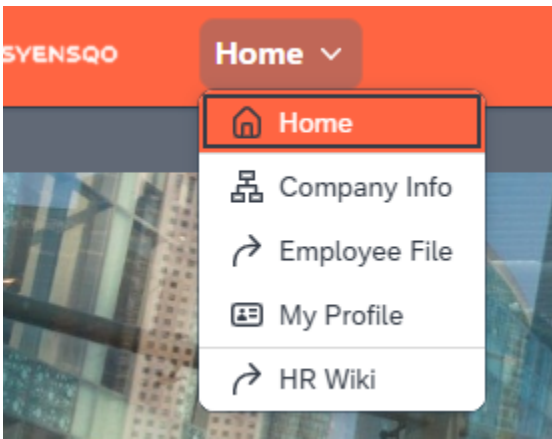 SYENSQO
Home
Home
Company Info
Employee File
My Profile
HR Wiki